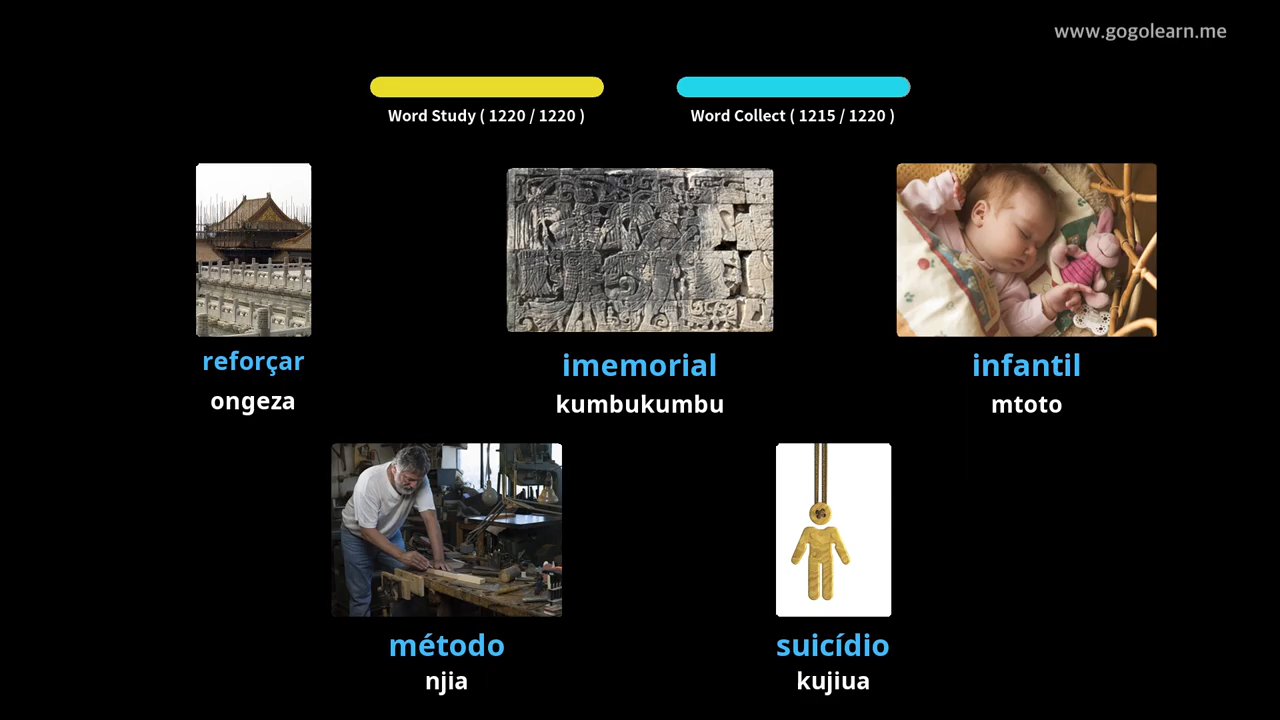 www.gogolearn.me
Word Study ( 1220 / 1220 )
Word Collect ( 1215 / 1220 )
reforçar
ongeza
imemorial
kumbukumbu
infantil
mtoto
método
njia
suicídio
kujiua